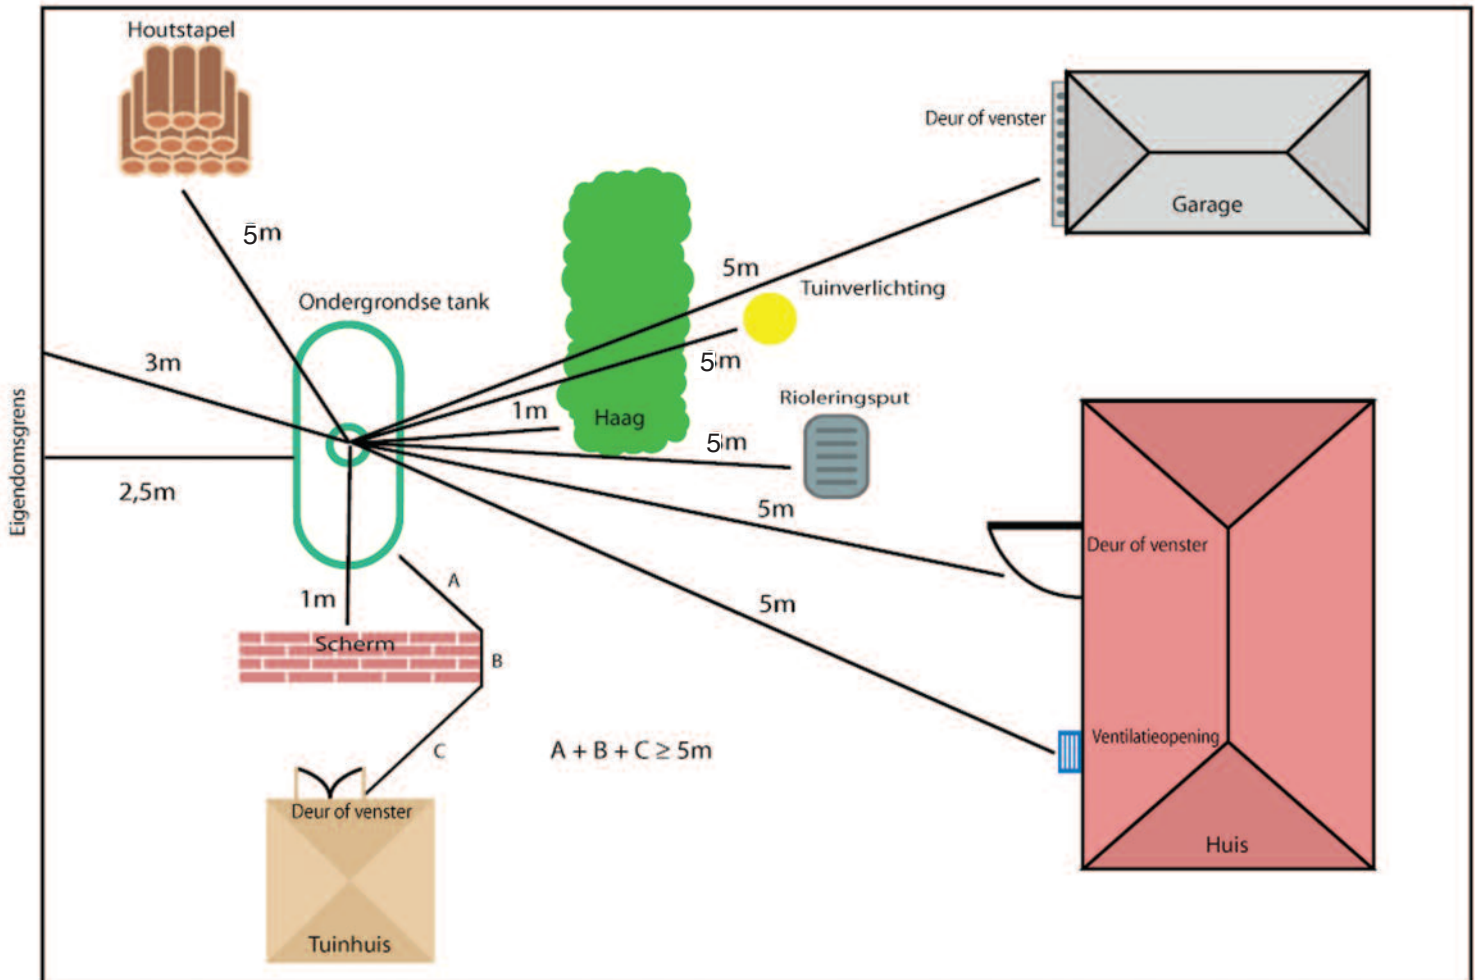 Houtstapel
Deur of venster
Garage
5m
5m
Tuinverlichting
Ondergrondse tank
3m
5m
Rioleringsput
1m
Haag
5m
Eigendomsgrens
2,5m
5m
Deur of venster
A
1m
5m
Scherm
B
Ventilatieopening
C
A + B + C ≥ 5m
Deur of venster
Huis
Tuinhuis